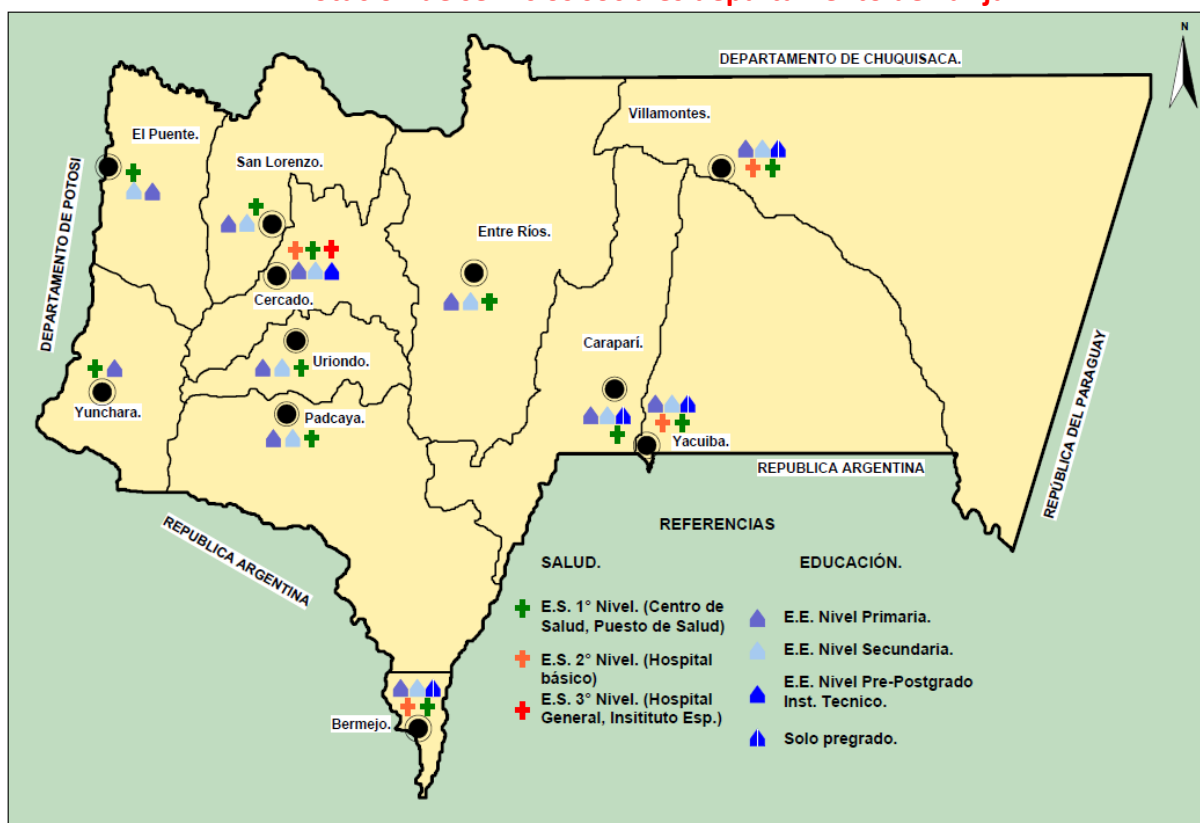 N
DEPARTAMENTO DE CHUQUISACA.
Villamontes.
El Puente.
San Lorenzo.
DEPARTAMENTO DE POTOSI
Entre Ríos.
Cercado.
Carapari.
Uriondo.
REPÚBLICA DEL PARAGUAY
Yunchara.
Padcaya.
Yacuiba.
REPUBLICA ARGENTINA
REPUBLICA ARGENTINA
REFERENCIAS
SALUD.
E.S. 1° Nivel. (Centro de
Salud, Puesto de Salud)
E.S. 2° Nivel. (Hospital
básico)
E.S. 3° Nivel. (Hospital
General, Insitituto Esp.)
EDUCACIÓN.
E.E. Nivel Primaria.
E.E. Nivel Secundaria.
E.E. Nivel Pre-Postgrado
Inst. Tecnico.
Solo pregrado.
Bermejo.